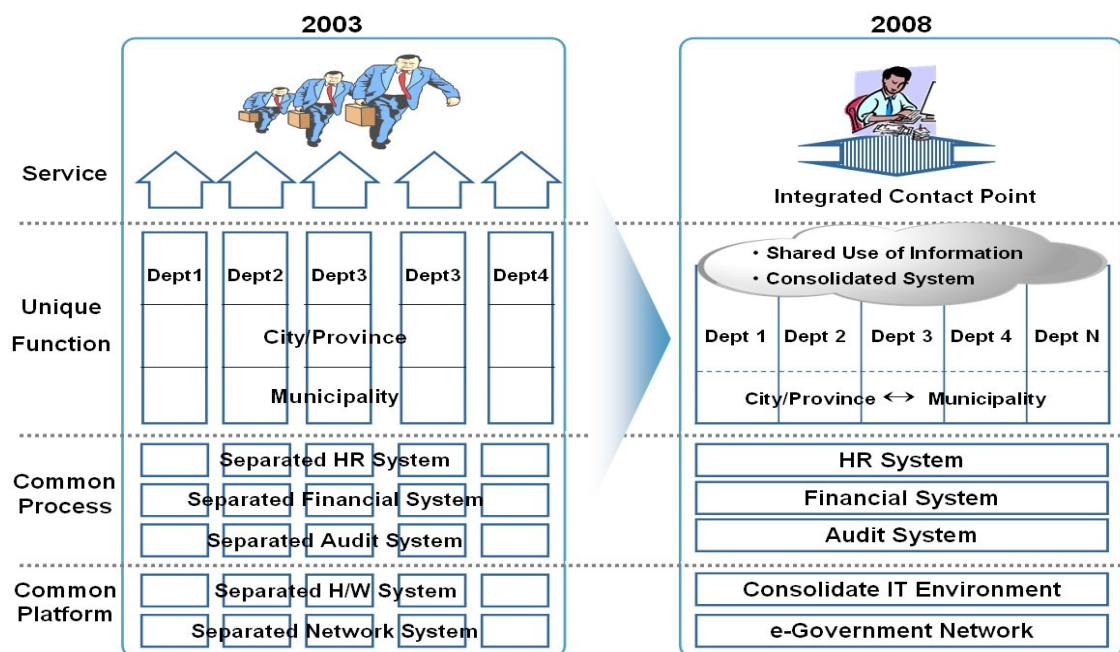 2003
2008
Service
Integrated Contact Point
Unique
Function
Dept1 Dept2 Dept3 Dept3 Dept4
City/Province
Municipality
· Shared Use of Information
· Consolidated System
Dept 1 Dept 2 Dept 3 Dept 4 Dept N
City/Province ↔ Municipality
Common
Process
Separated HR System
Separated Financial System
Separated Audit System
HR System
Financial System
Audit System
Common
Platform
Separated H/W System
Separated Network System
Consolidate IT Environment
e-Government Network